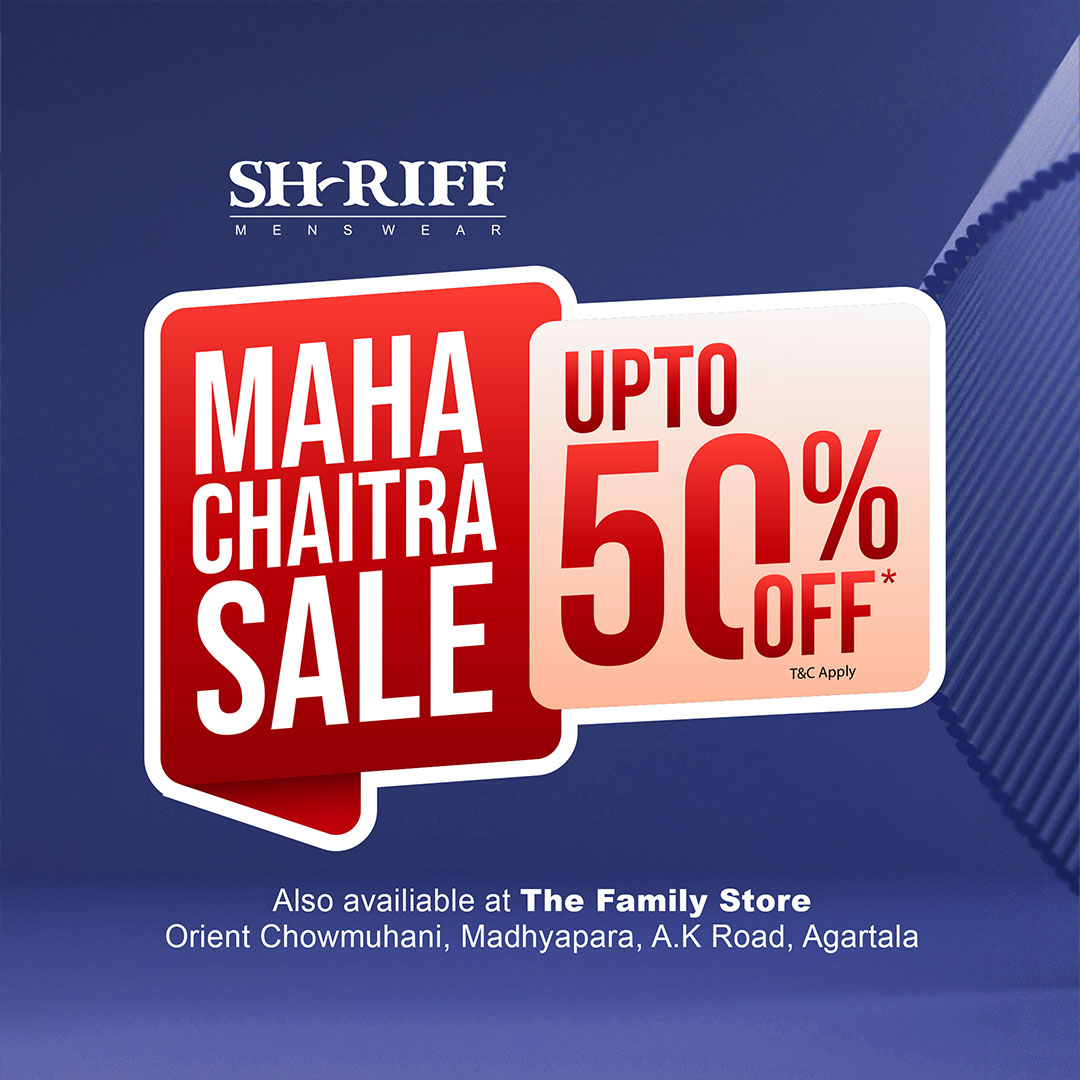 SH-RIFF
MENSWEAR
MAHA
CHAITRA
SALE
UPTO
50%
OFF*
T&C Apply
Also availiable at The Family Store
Orient Chowmuhani, Madhyapara, A.K Road, Agartala